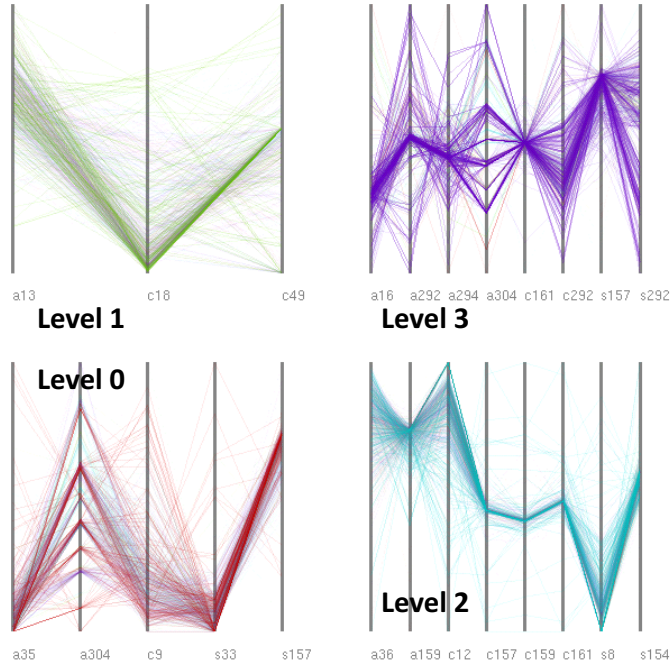 a13 c18 c49
Level 1
a16 a292 a294 a304 c161 c292 s157 s292
Level 3
Level 0
a35 a304 c9 s33 s157
Level 2
a36 a159 c12 c157 c159 c161 s8 s154